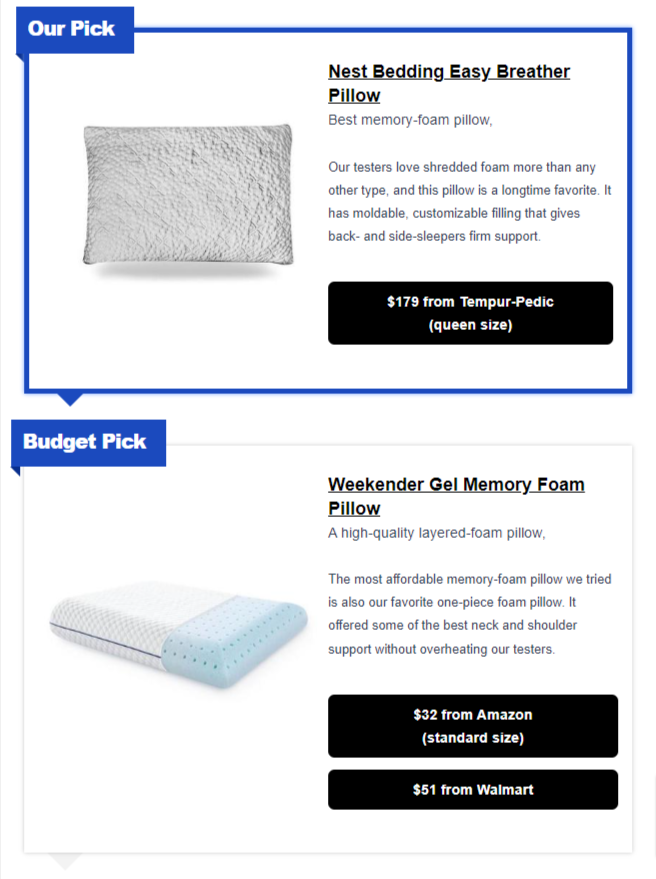 Our Pick
Nest Bedding Easy Breather
Pillow
Best memory-foam pillow,
Our testers love shredded foam more than any
other type, and this pillow is a longtime favorite. It
has moldable, customizable filling that gives
back- and side-sleepers firm support.
$179 from Tempur-Pedic
(queen size)
Budget Pick
Weekender Gel Memory Foam
Pillow
A high-quality layered-foam pillow,
The most affordable memory-foam pillow we tried
is also our favorite one-piece foam pillow. It
offered some of the best neck and shoulder
support without overheating our testers.
$32 from Amazon
(standard size)
$51 from Walmart